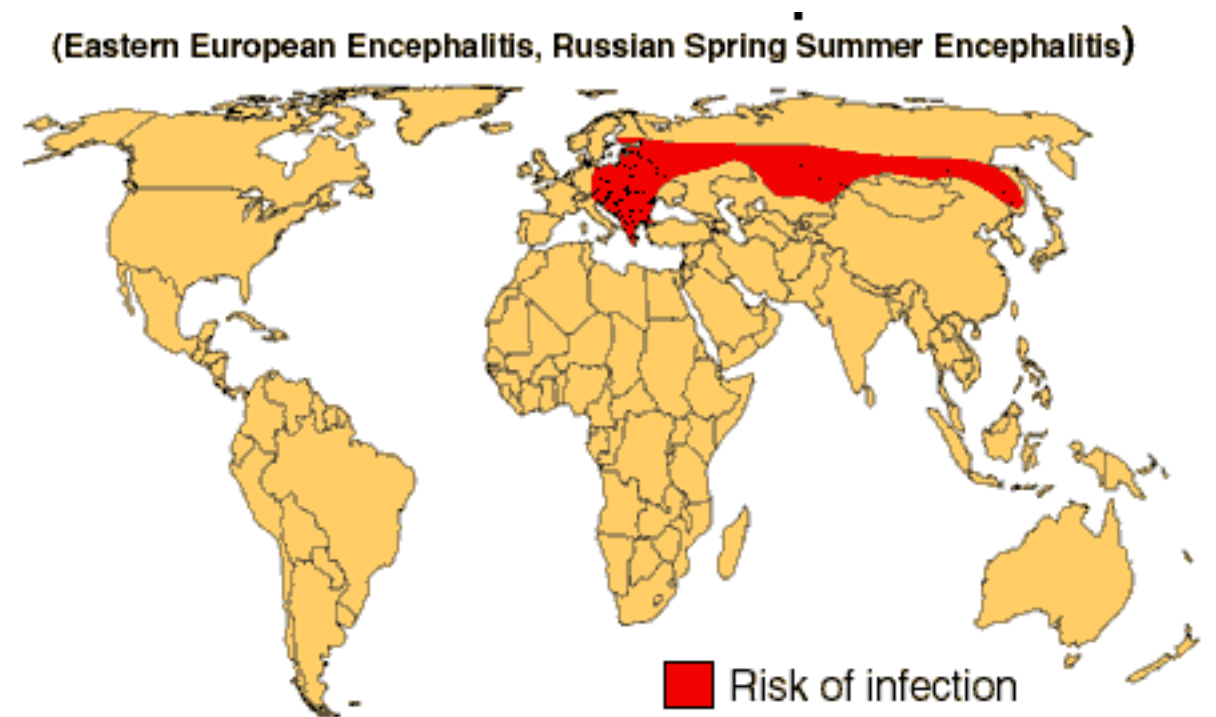 (Eastern European Encephalitis, Russian Spring Summer Encephalitis)
Risk of infection